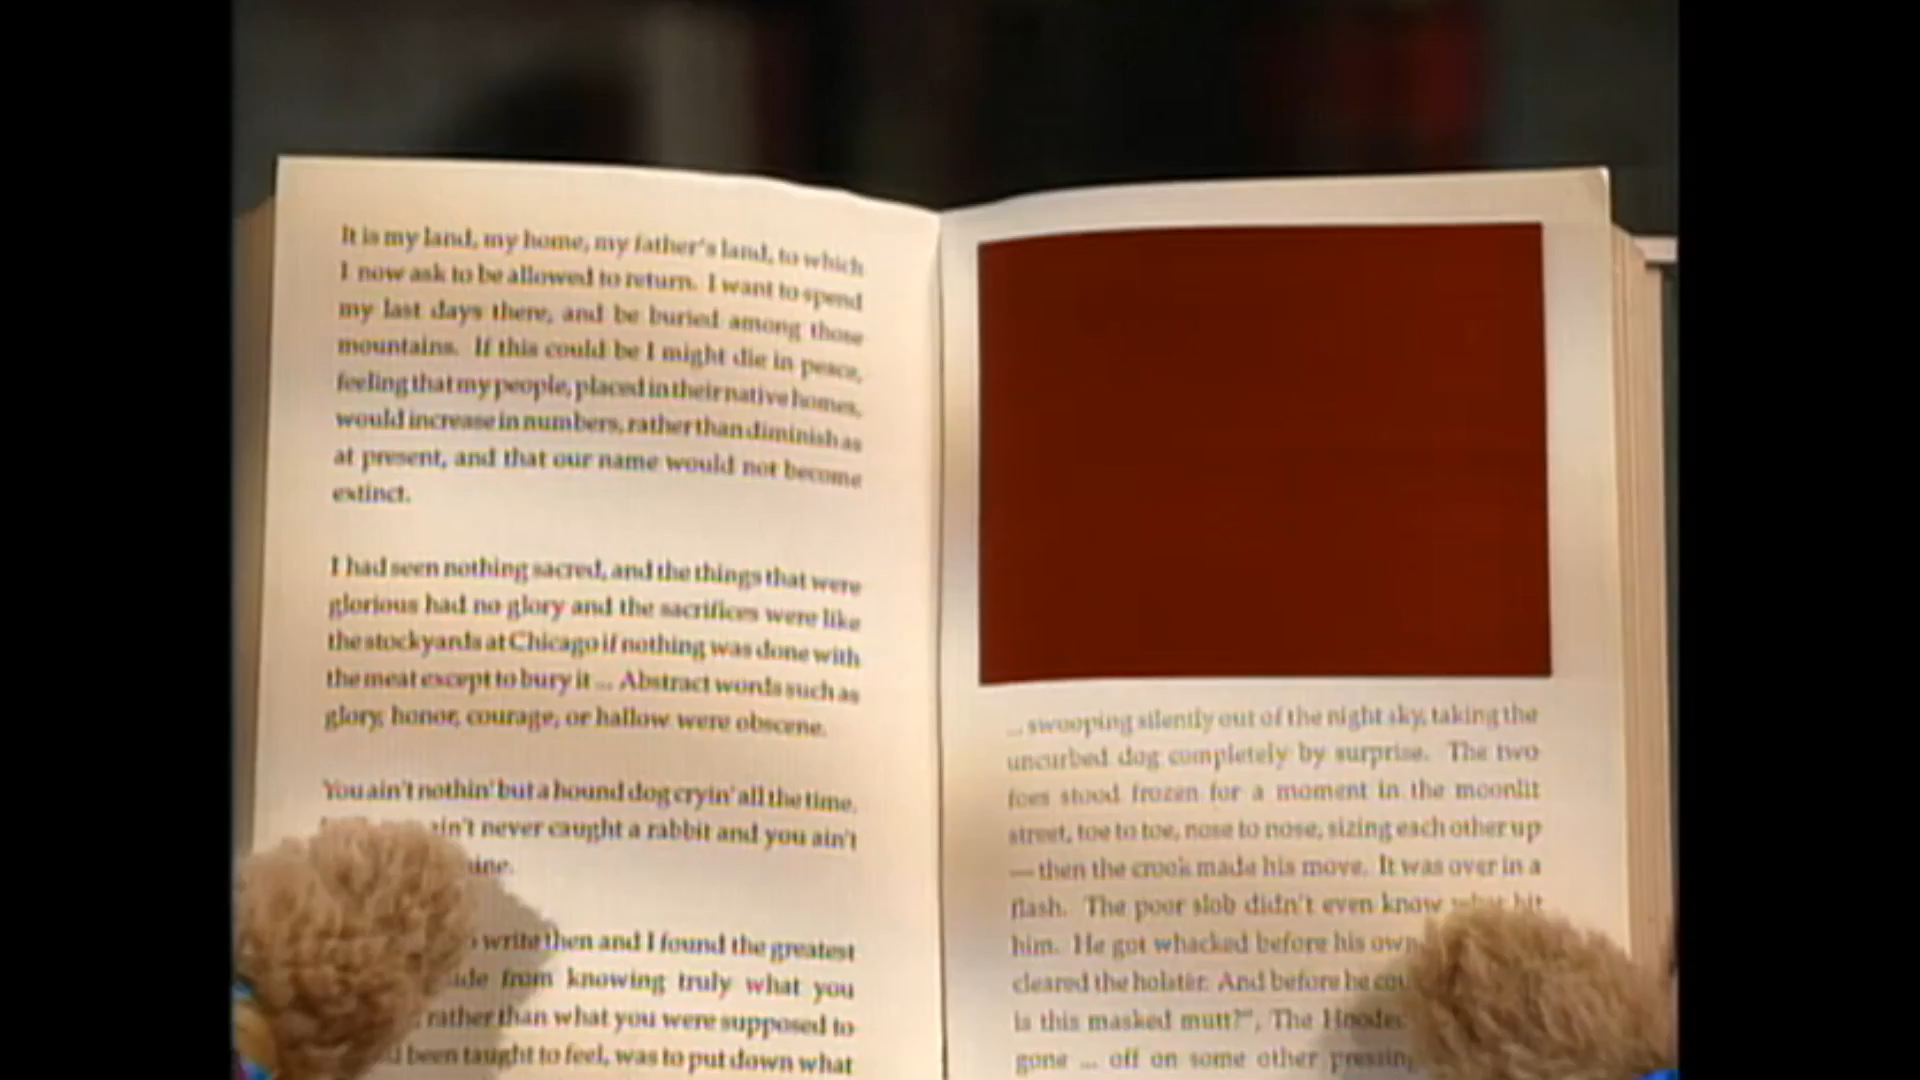 It is my land, my home, my father's land, to which
I now ask to be allowed to return. I want to spend
my last days there, and be buried among those
mountains. If this could be I might die in peace,
feeling that my people, placed in their native homes,
would increase in numbers, rather than diminish as
at present, and that our name would not become
extinct.
I had seen nothing sacred, and the things that were
glorious had no glory and the sacrifices were like
the stockyards at Chicago if nothing was done with
the meat except to bury it ... Abstract words such as
glory, honor, courage, or hallow were obscene.
You ain't nothin' but a hound dog cryin' all the time.
ain't never caught a rabbit and you ain't
write then and I found the greatest
from knowing truly what you
rather than what you were supposed to
been taught to feel, was to put down what
... swooping silently out of the night sky, taking the
uncurbed dog completely by surprise. The two
foes stood frozen for a moment in the moonlit
street, toe to toe, nose to nose, sizing each other up
— then the crook made his move. It was over in a
flash. The poor slob didn't even know what hit
him. He got whacked before his own
cleared the holster. And before he
is this masked mutt?", The
gone ... off on some other pressing